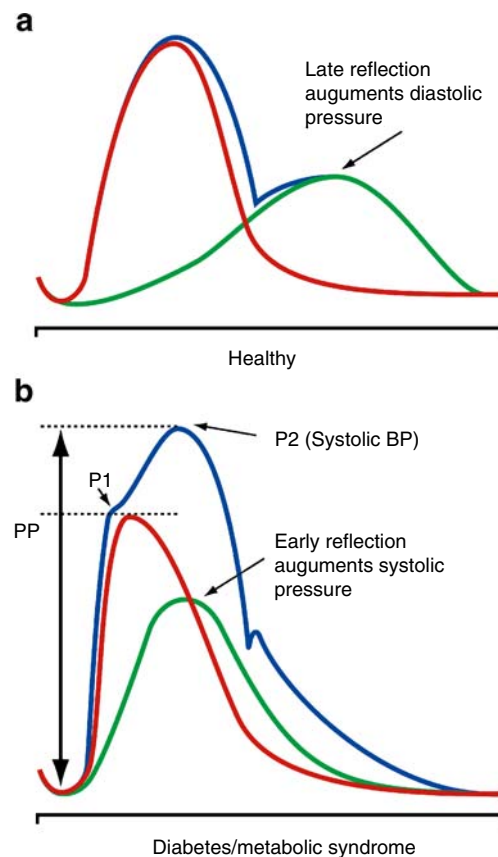 a
Late reflection
auguments diastolic
pressure
Healthy
b
P2 (Systolic BP)
P1
PP
Early reflection
auguments systolic
pressure
Diabetes/metabolic syndrome